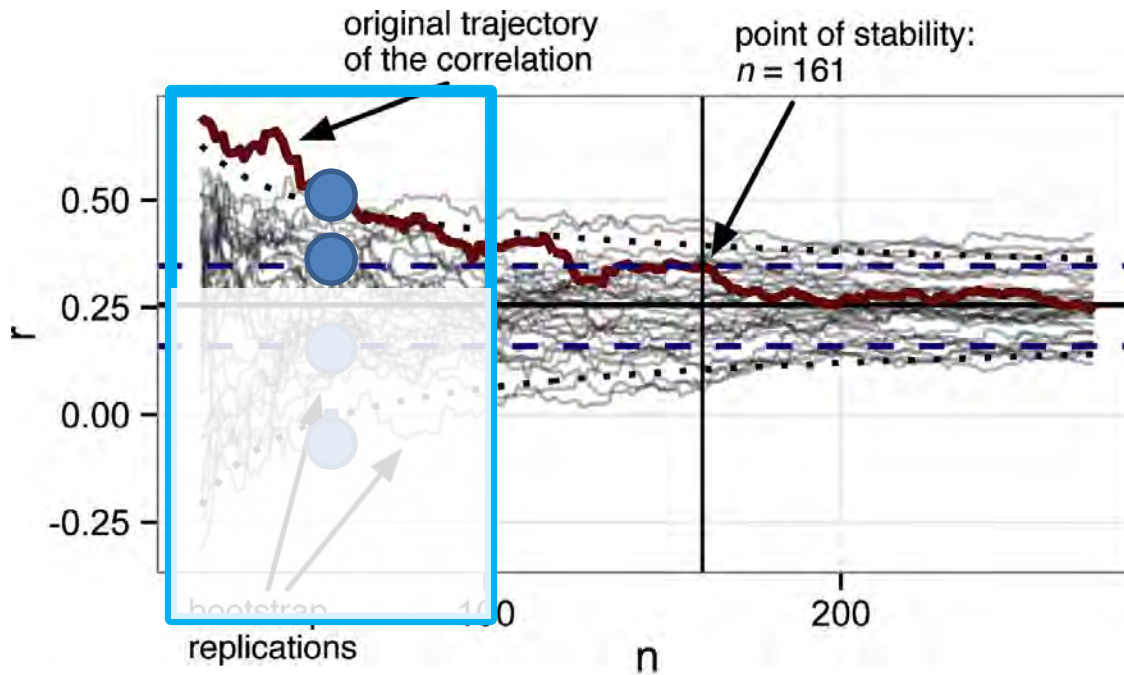 original trajectory
of the correlation
point of stability:
n = 161
0.50
0.25
0.00
-0.25
r
bootstrap
replications
100
200
n